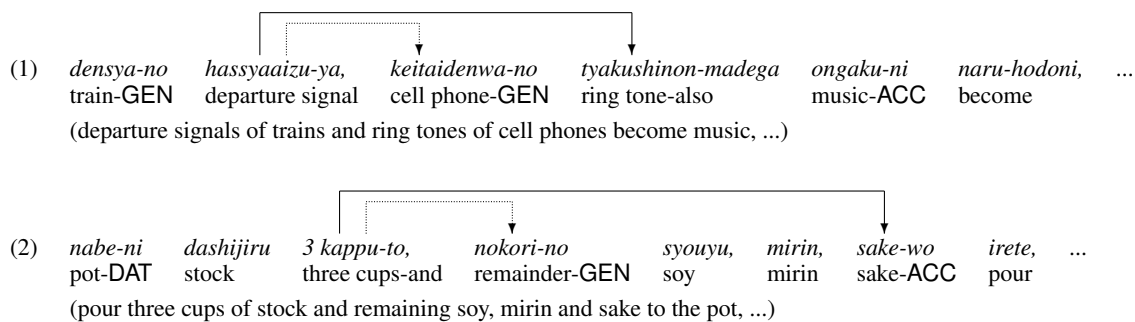 (1) densya-no hassyaaizu-ya, keitaidenwa-no tyakushinon-madega ongaku-ni naru-hodoni, ...
train-GEN departure signal cell phone-GEN ring tone-also music-ACC become
(departure signals of trains and ring tones of cell phones become music, ...)
(2) nabe-ni dashijiru 3 kappu-to, nokori-no syouyu, mirin, sake-wo irete, ...
pot-DAT stock three cups-and remainder-GEN soy mirin sake-ACC pour
(pour three cups of stock and remaining soy, mirin and sake to the pot, ...)